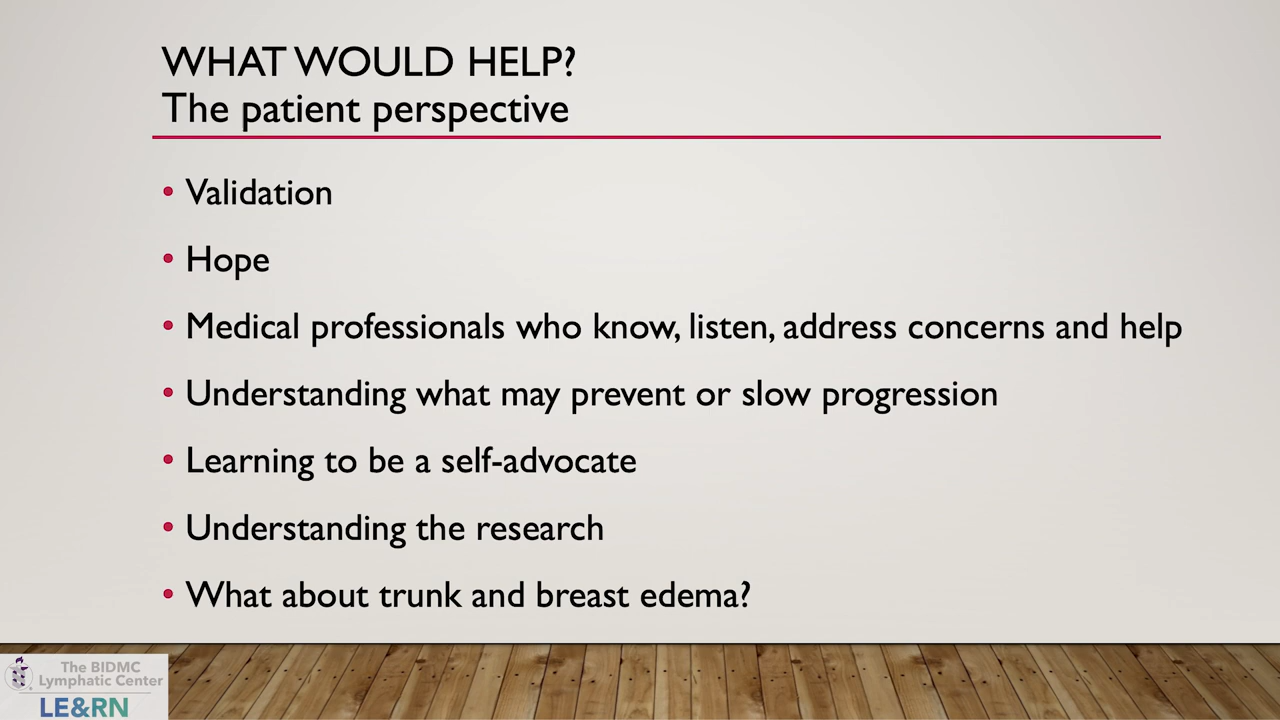 WHAT WOULD HELP?
The patient perspective
• Validation
• Hope
• Medical professionals who know, listen, address concerns and help
• Understanding what may prevent or slow progression
• Learning to be a self-advocate
• Understanding the research
• What about trunk and breast edema?
The BIDMC
Lymphatic Center
LE&RN